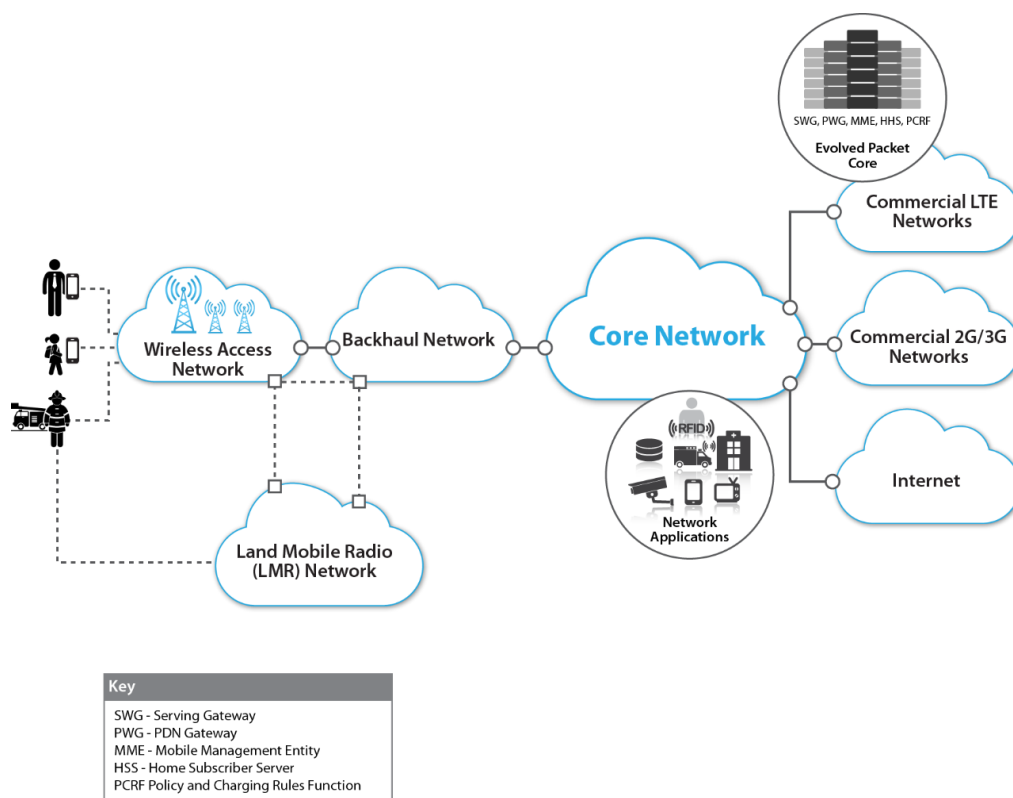 SWG, PWG, MME, HHS, PCRF
Evolved Packet
Core
Commercial LTE
Networks
Wireless Access
Network
Backhaul Network
Core Network
Commercial 2G/3G
Networks
RFID
Network
Applications
Internet
Land Mobile Radio
(LMR) Network
Key
SWG - Serving Gateway
PWG - PDN Gateway
MME - Mobile Management Entity
HSS - Home Subscriber Server
PCRF Policy and Charging Rules Function